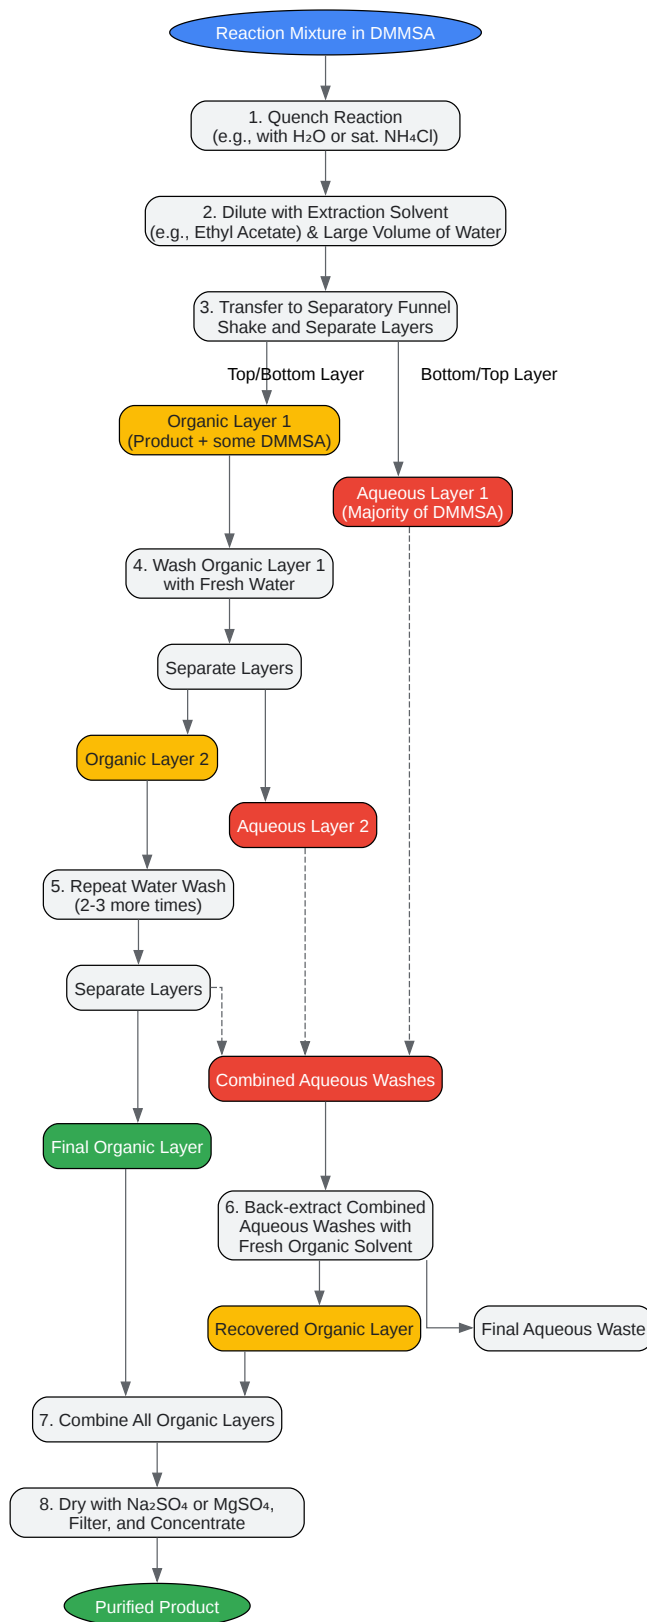 Reaction Mixture in DMMSA
1. Quench Reaction
(e.g., with H₂O or sat. NH₄Cl)
2. Dilute with Extraction Solvent
(e.g., Ethyl Acetate) & Large Volume of Water
3. Transfer to Separatory Funnel
Shake and Separate Layers
Top/Bottom Layer
Bottom/Top Layer
Organic Layer 1
(Product + some DMMSA)
Aqueous Layer 1
(Majority of DMMSA)
4. Wash Organic Layer 1
with Fresh Water
Separate Layers
Organic Layer 2
Aqueous Layer 2
5. Repeat Water Wash
(2-3 more times)
Separate Layers
Combined Aqueous Washes
Final Organic Layer
6. Back-extract Combined
Aqueous Washes with
Fresh Organic Solvent
Recovered Organic Layer
Final Aqueous Waste
7. Combine All Organic Layers
8. Dry with Na₂SO₄ or MgSO₄,
Filter, and Concentrate
Purified Product